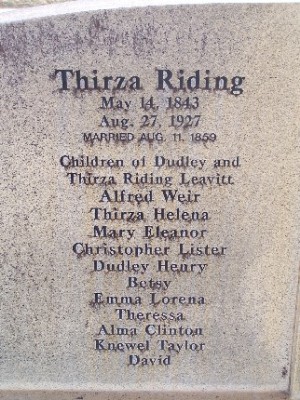 Thirza Riding
May 14, 1843
Aug. 27, 1927
MARRIED AUG. 11, 1859
Children of Dudley and
Thirza Riding Leavitt
Alfred Weir
Thirza Helena
Mary Eleanor
Christopher Lister
Dudley Henry
Betsy
Emma Lorena
Theressa
Alma Clinton
Knewel Taylor
David